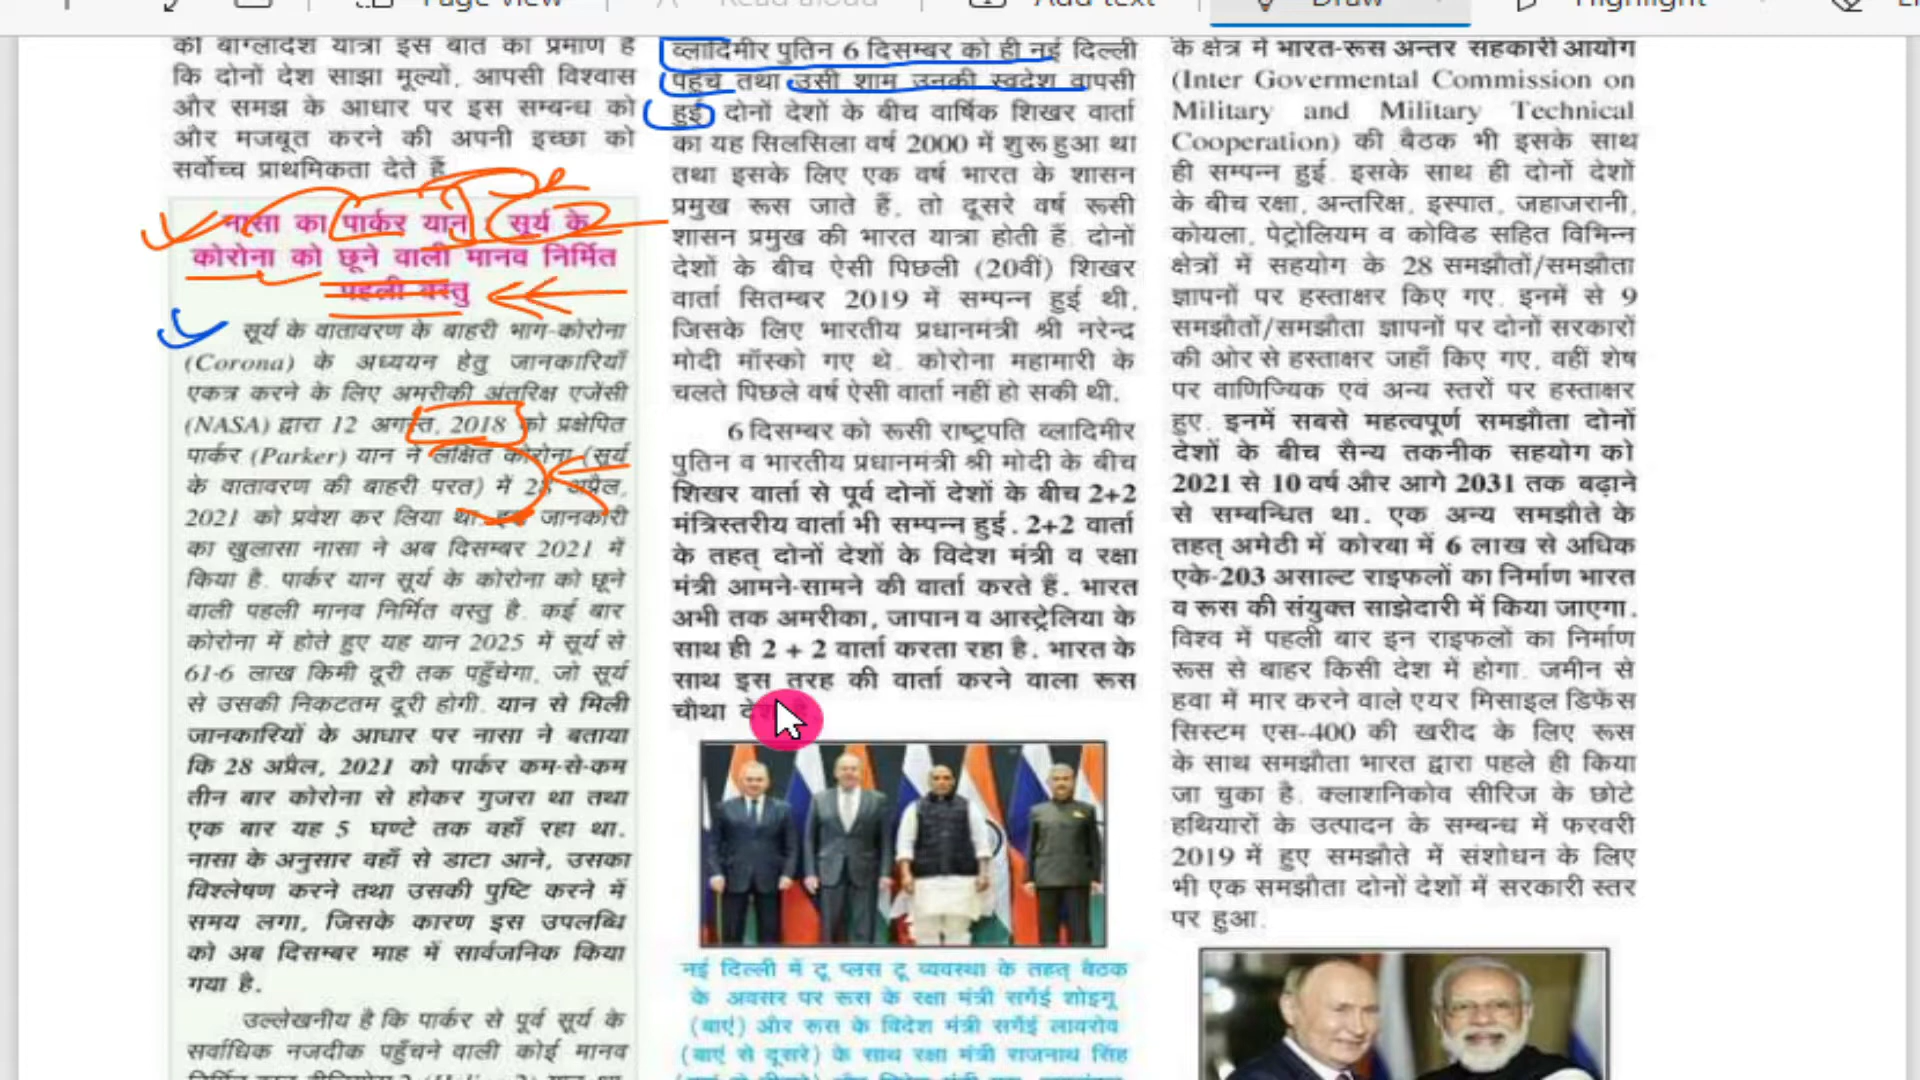 Page view
Read aloud
Add text
Draw
Highlight
की बांग्लादेश यात्रा इस बात का प्रमाण है
कि दोनों देश साझा मूल्यों, आपसी विश्वास
और समझ के आधार पर इस सम्बन्ध को
और मजबूत करने की अपनी इच्छा को
सर्वोच्च प्राथमिकता देते हैं
नासा का पार्कर यान : सूर्य के
कोरोना को छूने वाली मानव निर्मित
पहली वस्तु
सूर्य के वातावरण के बाहरी भाग-कोरोना
(Corona) के अध्ययन हेतु जानकारियाँ
एकत्र करने के लिए अमरीकी अंतरिक्ष एजेंसी
(NASA) द्वारा 12 अगस्त, 2018 को प्रक्षेपित
पार्कर (Parker) यान ने लक्षित कोरोना (सूर्य
के वातावरण की बाहरी परत) में 28 अप्रैल,
2021 को प्रवेश कर लिया था. इस जानकारी
का खुलासा नासा ने अब दिसम्बर 2021 में
किया है. पार्कर यान सूर्य के कोरोना को छूने
वाली पहली मानव निर्मित वस्तु है. कई बार
कोरोना में होते हुए यह यान 2025 में सूर्य से
61·6 लाख किमी दूरी तक पहुँचेगा, जो सूर्य
से उसकी निकटतम दूरी होगी. यान से मिली
जानकारियों के आधार पर नासा ने बताया
कि 28 अप्रैल, 2021 को पार्कर कम-से-कम
तीन बार कोरोना से होकर गुजरा था तथा
एक बार यह 5 घण्टे तक वहाँ रहा था.
नासा के अनुसार वहाँ से डाटा आने, उसका
विश्लेषण करने तथा उसकी पुष्टि करने में
समय लगा, जिसके कारण इस उपलब्धि
को अब दिसम्बर माह में सार्वजनिक किया
गया है.
उल्लेखनीय है कि पार्कर से पूर्व सूर्य के
सर्वाधिक नजदीक पहुँचने वाली कोई मानव
व्लादिमीर पुतिन 6 दिसम्बर को ही नई दिल्ली
पहुंचे तथा उसी शाम उनकी स्वदेश वापसी
हुई दोनों देशों के बीच वार्षिक शिखर वार्ता
का यह सिलसिला वर्ष 2000 में शुरू हुआ था
तथा इसके लिए एक वर्ष भारत के शासन
प्रमुख रूस जाते हैं, तो दूसरे वर्ष रूसी
शासन प्रमुख की भारत यात्रा होती हैं. दोनों
देशों के बीच ऐसी पिछली (20वीं) शिखर
वार्ता सितम्बर 2019 में सम्पन्न हुई थी,
जिसके लिए भारतीय प्रधानमंत्री श्री नरेन्द्र
मोदी मॉस्को गए थे. कोरोना महामारी के
चलते पिछले वर्ष ऐसी वार्ता नहीं हो सकी थी.
6 दिसम्बर को रूसी राष्ट्रपति व्लादिमीर
पुतिन व भारतीय प्रधानमंत्री श्री मोदी के बीच
शिखर वार्ता से पूर्व दोनों देशों के बीच 2+2
मंत्रिस्तरीय वार्ता भी सम्पन्न हुई. 2+2 वार्ता
के तहत् दोनों देशों के विदेश मंत्री व रक्षा
मंत्री आमने-सामने की वार्ता करते हैं. भारत
अभी तक अमरीका, जापान व आस्ट्रेलिया के
साथ ही 2 + 2 वार्ता करता रहा है. भारत के
साथ इस तरह की वार्ता करने वाला रूस
चौथा
नई दिल्ली में टू प्लस टू व्यवस्था के तहत् बैठक
के अवसर पर रूस के रक्षा मंत्री सर्गेई शोइगू
(बाएं) और रूस के विदेश मंत्री सर्गेई लावरोव
(बाएं से दूसरे) के साथ रक्षा मंत्री राजनाथ सिंह
के क्षेत्र में भारत-रूस अन्तर सहकारी आयोग
(Inter Govermental Commission on
Military and Military Technical
Cooperation) की बैठक भी इसके साथ
ही सम्पन्न हुई. इसके साथ ही दोनों देशों
के बीच रक्षा, अन्तरिक्ष, इस्पात, जहाजरानी,
कोयला, पेट्रोलियम व कोविड सहित विभिन्न
क्षेत्रों में सहयोग के 28 समझौतों/समझौता
ज्ञापनों पर हस्ताक्षर किए गए. इनमें से 9
समझौतों/समझौता ज्ञापनों पर दोनों सरकारों
की ओर से हस्ताक्षर जहाँ किए गए, वहीं शेष
पर वाणिज्यिक एवं अन्य स्तरों पर हस्ताक्षर
हुए. इनमें सबसे महत्वपूर्ण समझौता दोनों
देशों के बीच सैन्य तकनीक सहयोग को
2021 से 10 वर्ष और आगे 2031 तक बढ़ाने
से सम्बन्धित था. एक अन्य समझौते के
तहत् अमेठी में कोरबा में 6 लाख से अधिक
एके-203 असाल्ट राइफलों का निर्माण भारत
व रूस की संयुक्त साझेदारी में किया जाएगा.
विश्व में पहली बार इन राइफलों का निर्माण
रूस से बाहर किसी देश में होगा. जमीन से
हवा में मार करने वाले एयर मिसाइल डिफेंस
सिस्टम एस-400 की खरीद के लिए रूस
के साथ समझौता भारत द्वारा पहले ही किया
जा चुका है. क्लाशनिकोव सीरिज के छोटे
हथियारों के उत्पादन के सम्बन्ध में फरवरी
2019 में हुए समझौते में संशोधन के लिए
भी एक समझौता दोनों देशों में सरकारी स्तर
पर हुआ.